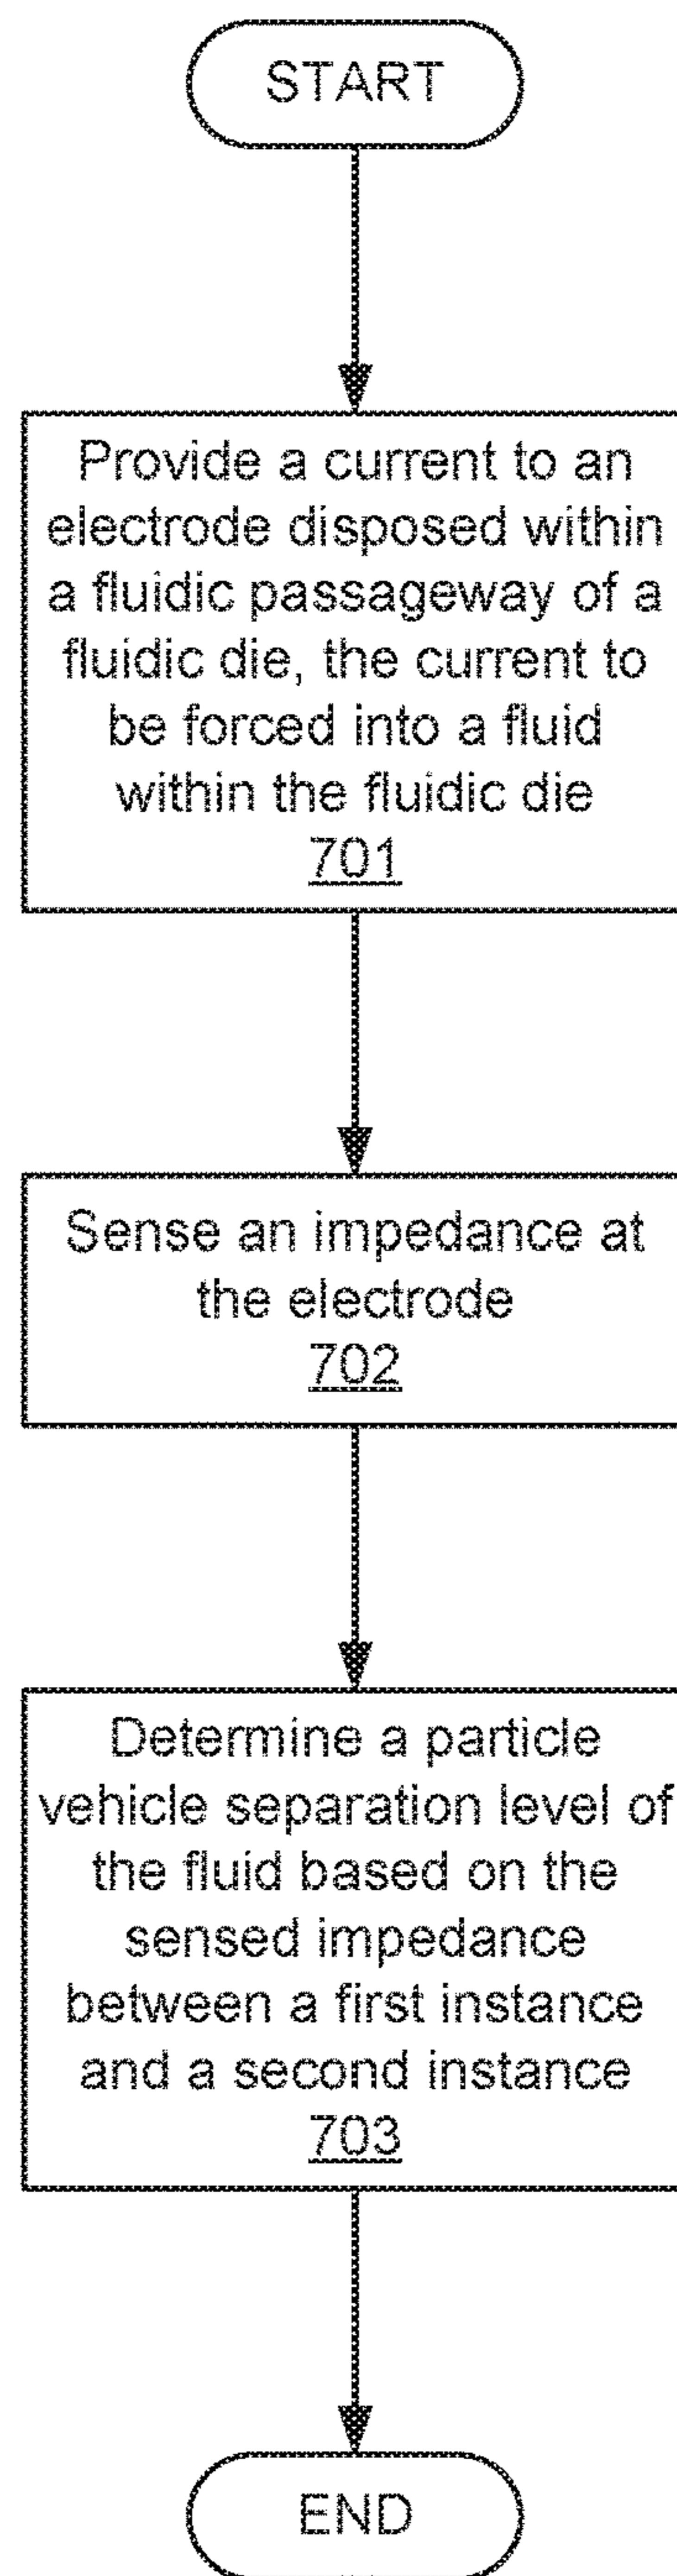 START
Provide a current to an
electrode disposed within
a fluidic passageway of a
fluidic die, the current to
be forced into a fluid
within the fluidic die
701
Sense an impedance at
the electrode
702
Determine a particle
vehicle separation level of
the fluid based on the
sensed impedance
between a first instance
and a second instance
703
END